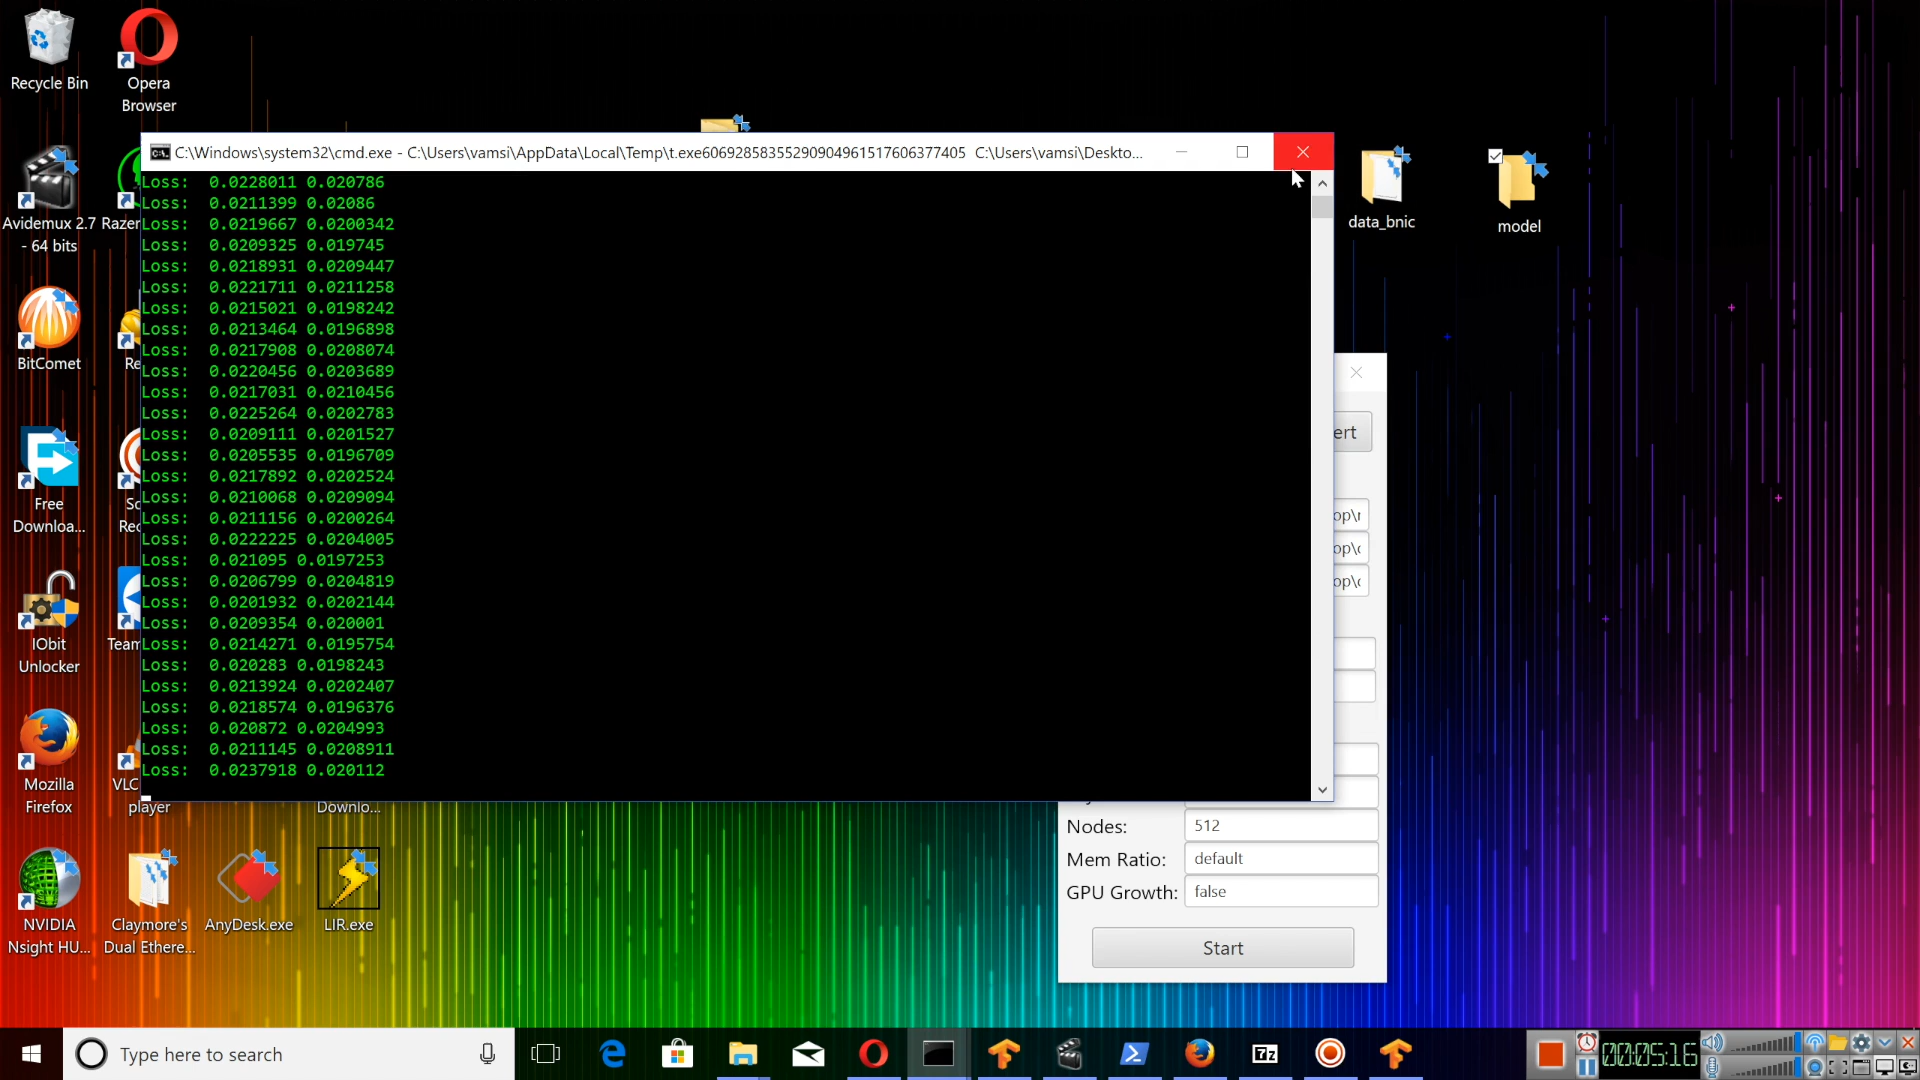 Recycle Bin
Opera
Browser
C:\Windows\system32\cmd.exe - C:\Users\vamsi\AppData\Local\Temp\t.exe6069285835529090496151760637​7405 C:\Users\vamsi\Deskto...
Loss: 0.0228011 0.020786
Loss: 0.0211399 0.02086
Loss: 0.0219667 0.0200342
Loss: 0.0209325 0.019745
Loss: 0.0218931 0.0209447
Loss: 0.0221711 0.0211258
Loss: 0.0215021 0.0198242
Loss: 0.0213464 0.0196898
Loss: 0.0217908 0.0208074
Loss: 0.0220456 0.0203689
Loss: 0.0217031 0.0210456
Loss: 0.0225264 0.0202783
Loss: 0.0209111 0.0201527
Loss: 0.0205535 0.0196709
Loss: 0.0217892 0.0202524
Loss: 0.0210068 0.0209094
Loss: 0.0211156 0.0200264
Loss: 0.0222225 0.0204005
Loss: 0.021095 0.0197253
Loss: 0.0206799 0.0204819
Loss: 0.0201932 0.0202144
Loss: 0.0209354 0.020001
Loss: 0.0214271 0.0195754
Loss: 0.020283 0.0198243
Loss: 0.0213924 0.0202407
Loss: 0.0218574 0.0196376
Loss: 0.020872 0.0204993
Loss: 0.0211145 0.0208911
Loss: 0.0237918 0.020112
data_bnic
model
Avidemux 2.7
- 64 bits
Razer
BitComet
Re
Free
Downloa...
Sc
Rec
IObit
Unlocker
Team
Mozilla
Firefox
VLC
player
Downlo...
NVIDIA
Nsight HU...
Claymore's
Dual Ethere...
AnyDesk.exe
LIR.exe
ert
op\r
op\c
op\c
Nodes: 512
Mem Ratio: default
GPU Growth: false
Start
Type here to search
7z
00:05:16